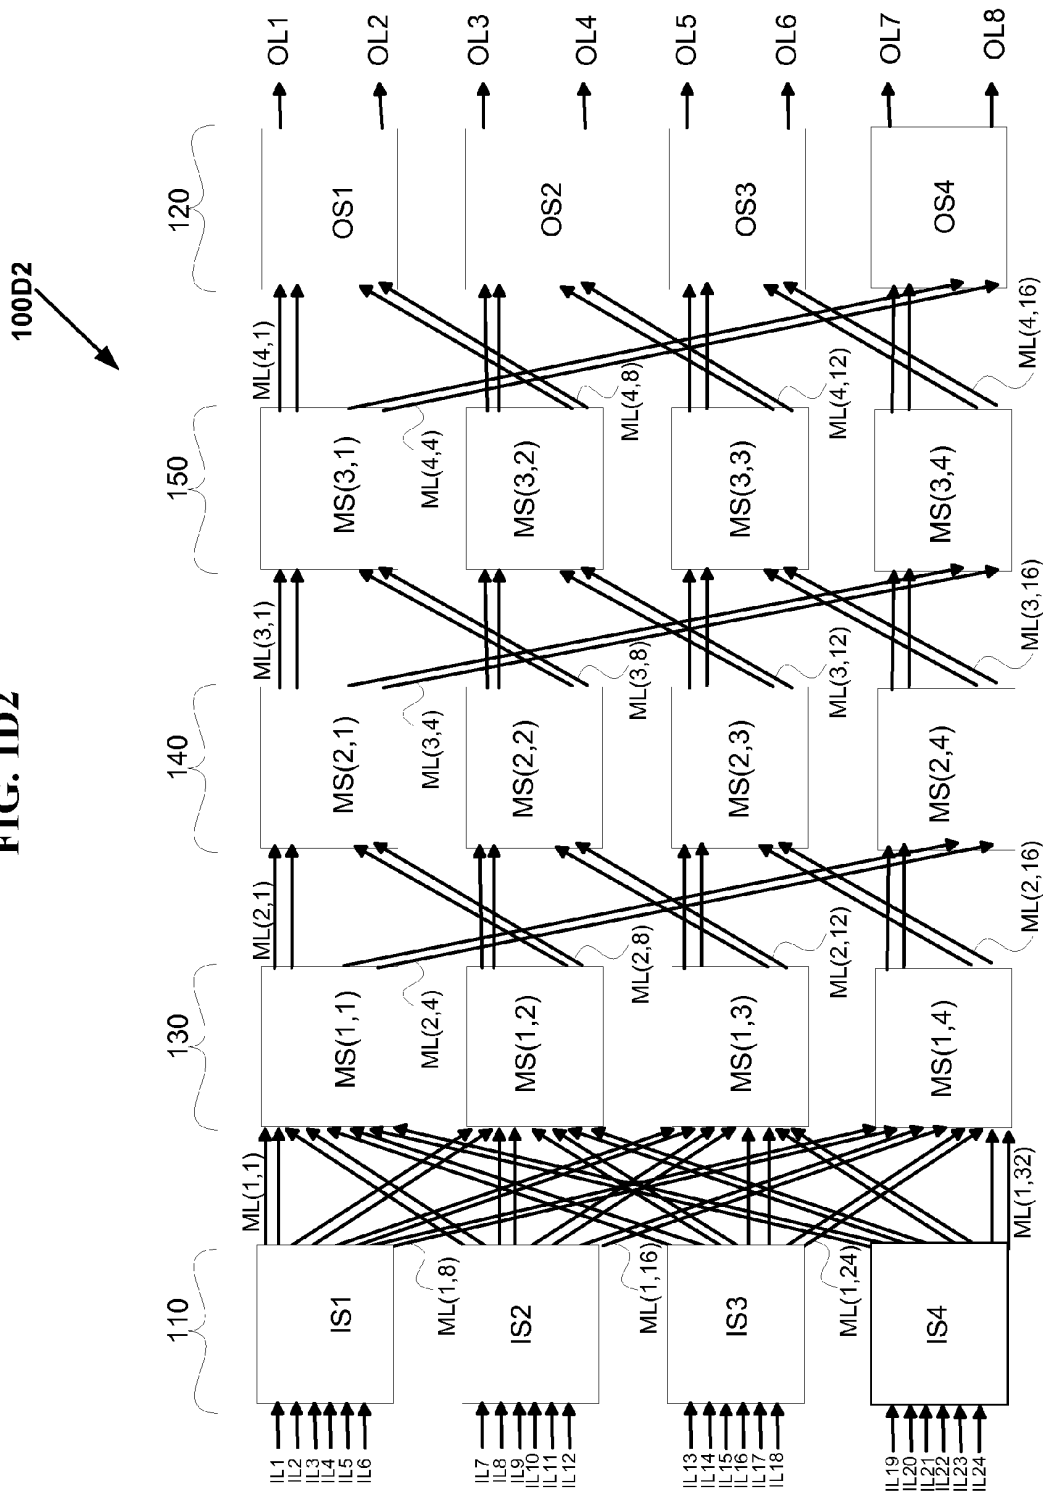 FIG. 1D2
100D2
110
130
140
150
120
IL1
IL2
IL3
IL4
IL5
IL6
IS1
ML(1,1)
ML(1,8)
MS(1,1)
ML(2,1)
ML(2,4)
MS(2,1)
ML(3,1)
ML(3,4)
MS(3,1)
ML(4,1)
ML(4,4)
OS1
OL1
OL2
IL7
IL8
IL9
IL10
IL11
IL12
IS2
ML(1,16)
MS(1,2)
ML(2,8)
MS(2,2)
ML(3,8)
MS(3,2)
ML(4,8)
OS2
OL3
OL4
IL13
IL14
IL15
IL16
IL17
IL18
IS3
ML(1,24)
MS(1,3)
ML(2,12)
MS(2,3)
ML(3,12)
MS(3,3)
ML(4,12)
OS3
OL5
OL6
IL19
IL20
IL21
IL22
IL23
IL24
IS4
ML(1,32)
MS(1,4)
ML(2,16)
MS(2,4)
ML(3,16)
MS(3,4)
ML(4,16)
OS4
OL7
OL8